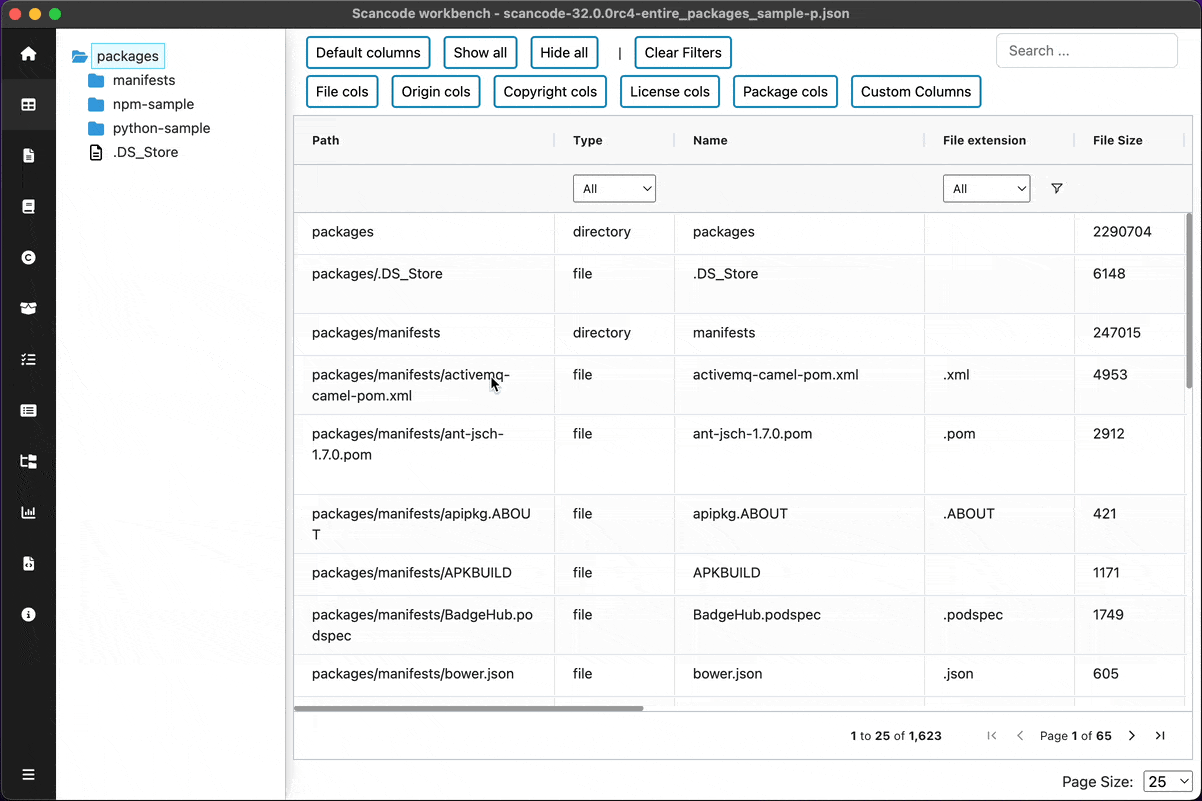 Scancode workbench - scancode-32.0.0rc4-entire_packages_sample-p.json
packages
manifests
npm-sample
python-sample
.DS_Store
Default columns Show all Hide all | Clear Filters Search ...
File cols Origin cols Copyright cols License cols Package cols Custom Columns
Path Type Name File extension File Size
All All
packages directory packages 2290704
packages/.DS_Store file .DS_Store 6148
packages/manifests directory manifests 247015
packages/manifests/activemq- file activemq-camel-pom.xml .xml 4953
camel-pom.xml
packages/manifests/ant-jsch- file ant-jsch-1.7.0.pom .pom 2912
1.7.0.pom
packages/manifests/apipkg.ABOU file apipkg.ABOUT .ABOUT 421
T
packages/manifests/APKBUILD file APKBUILD 1171
packages/manifests/BadgeHub.po file BadgeHub.podspec .podspec 1749
dspec
packages/manifests/bower.json file bower.json .json 605
1 to 25 of 1,623 Page 1 of 65
Page Size: 25